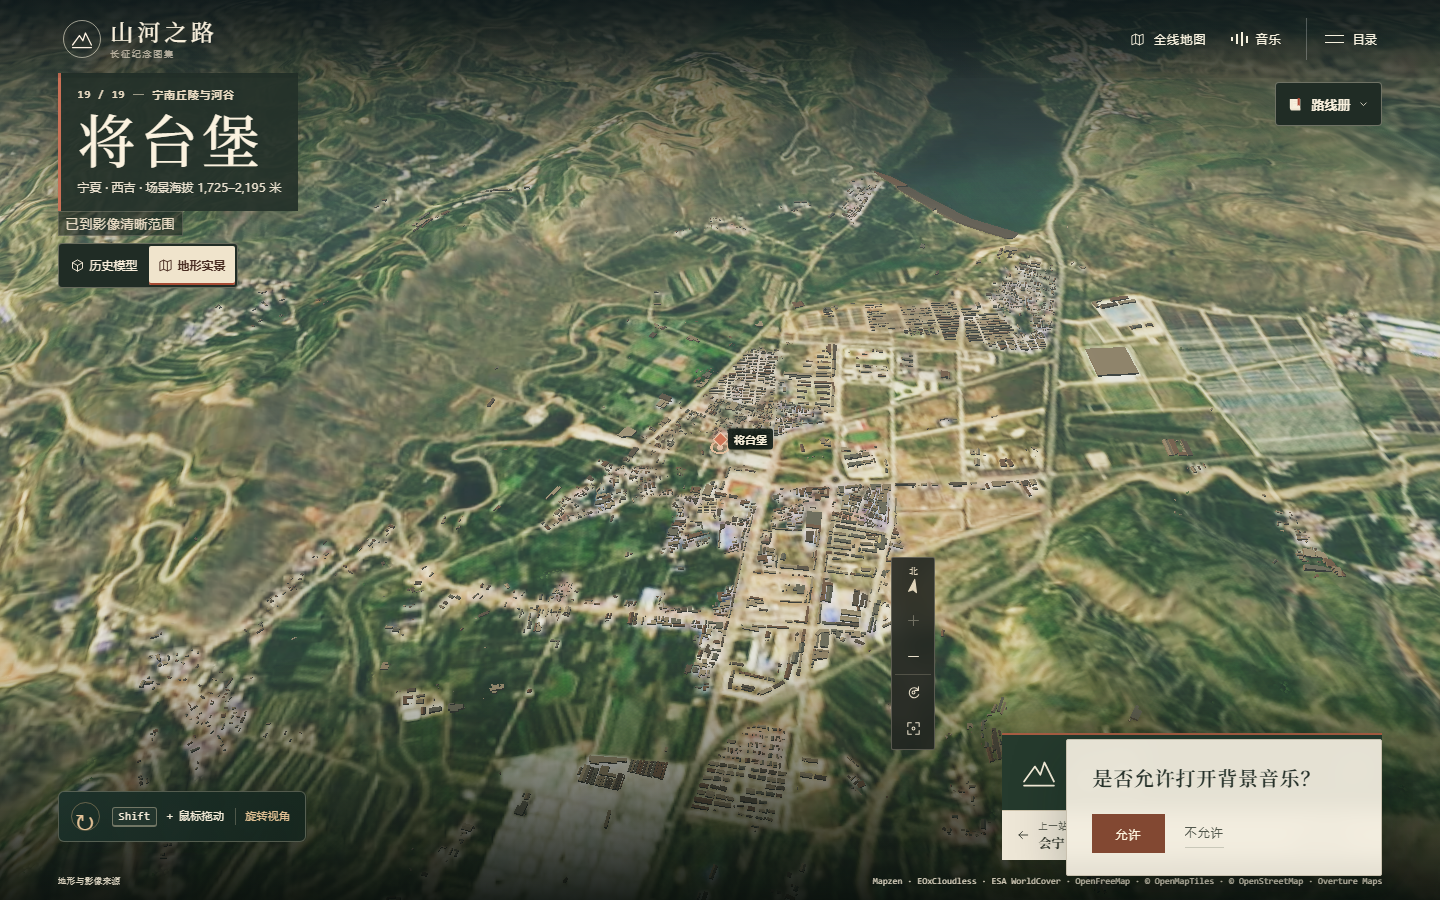 山河之路
长征纪念图集
全线地图
音乐
目录
19 / 19 — 宁南丘陵与河谷
将台堡
宁夏 · 西吉 · 场景海拔 1,725–2,195 米
已到影像清晰范围
历史模型
地形实景
路线册
将台堡
北
上一站
会宁
是否允许打开背景音乐？
允许
不允许
Shift + 鼠标拖动
旋转视角
地形与影像来源
Mapzen · EOxCloudless · ESA WorldCover · OpenFreeMap · © OpenMapTiles · © OpenStreetMap · Overture Maps